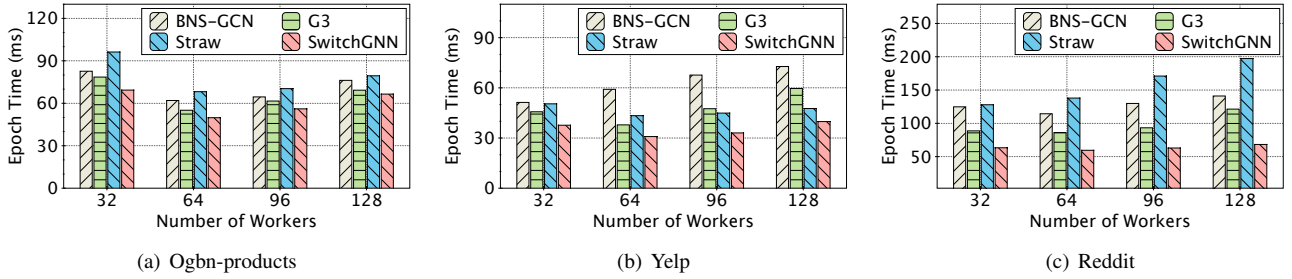 120
90
60
30
0
Epoch Time (ms)
BNS-GCN
G3
Straw
SwitchGNN
32 64 96 128
Number of Workers
(a) Ogbn-products
90
60
30
0
Epoch Time (ms)
BNS-GCN
G3
Straw
SwitchGNN
32 64 96 128
Number of Workers
(b) Yelp
250
200
150
100
50
Epoch Time (ms)
BNS-GCN
G3
Straw
SwitchGNN
32 64 96 128
Number of Workers
(c) Reddit